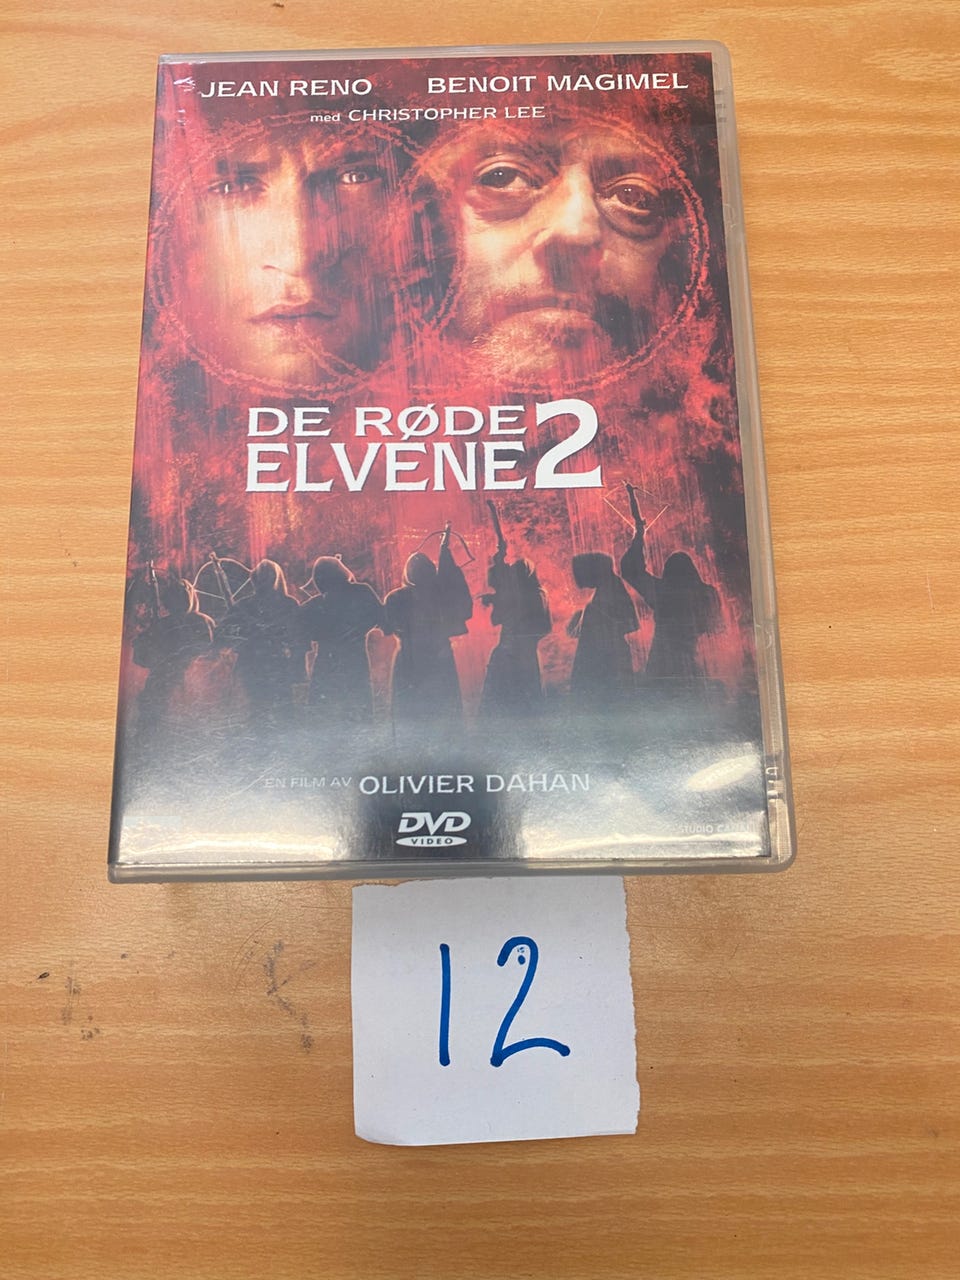 JEAN RENO BENOIT MAGIMEL
med CHRISTOPHER LEE
DE RØDE
ELVENE 2
EN FILM AV OLIVIER DAHAN
DVD
VIDEO
STUDIO
12